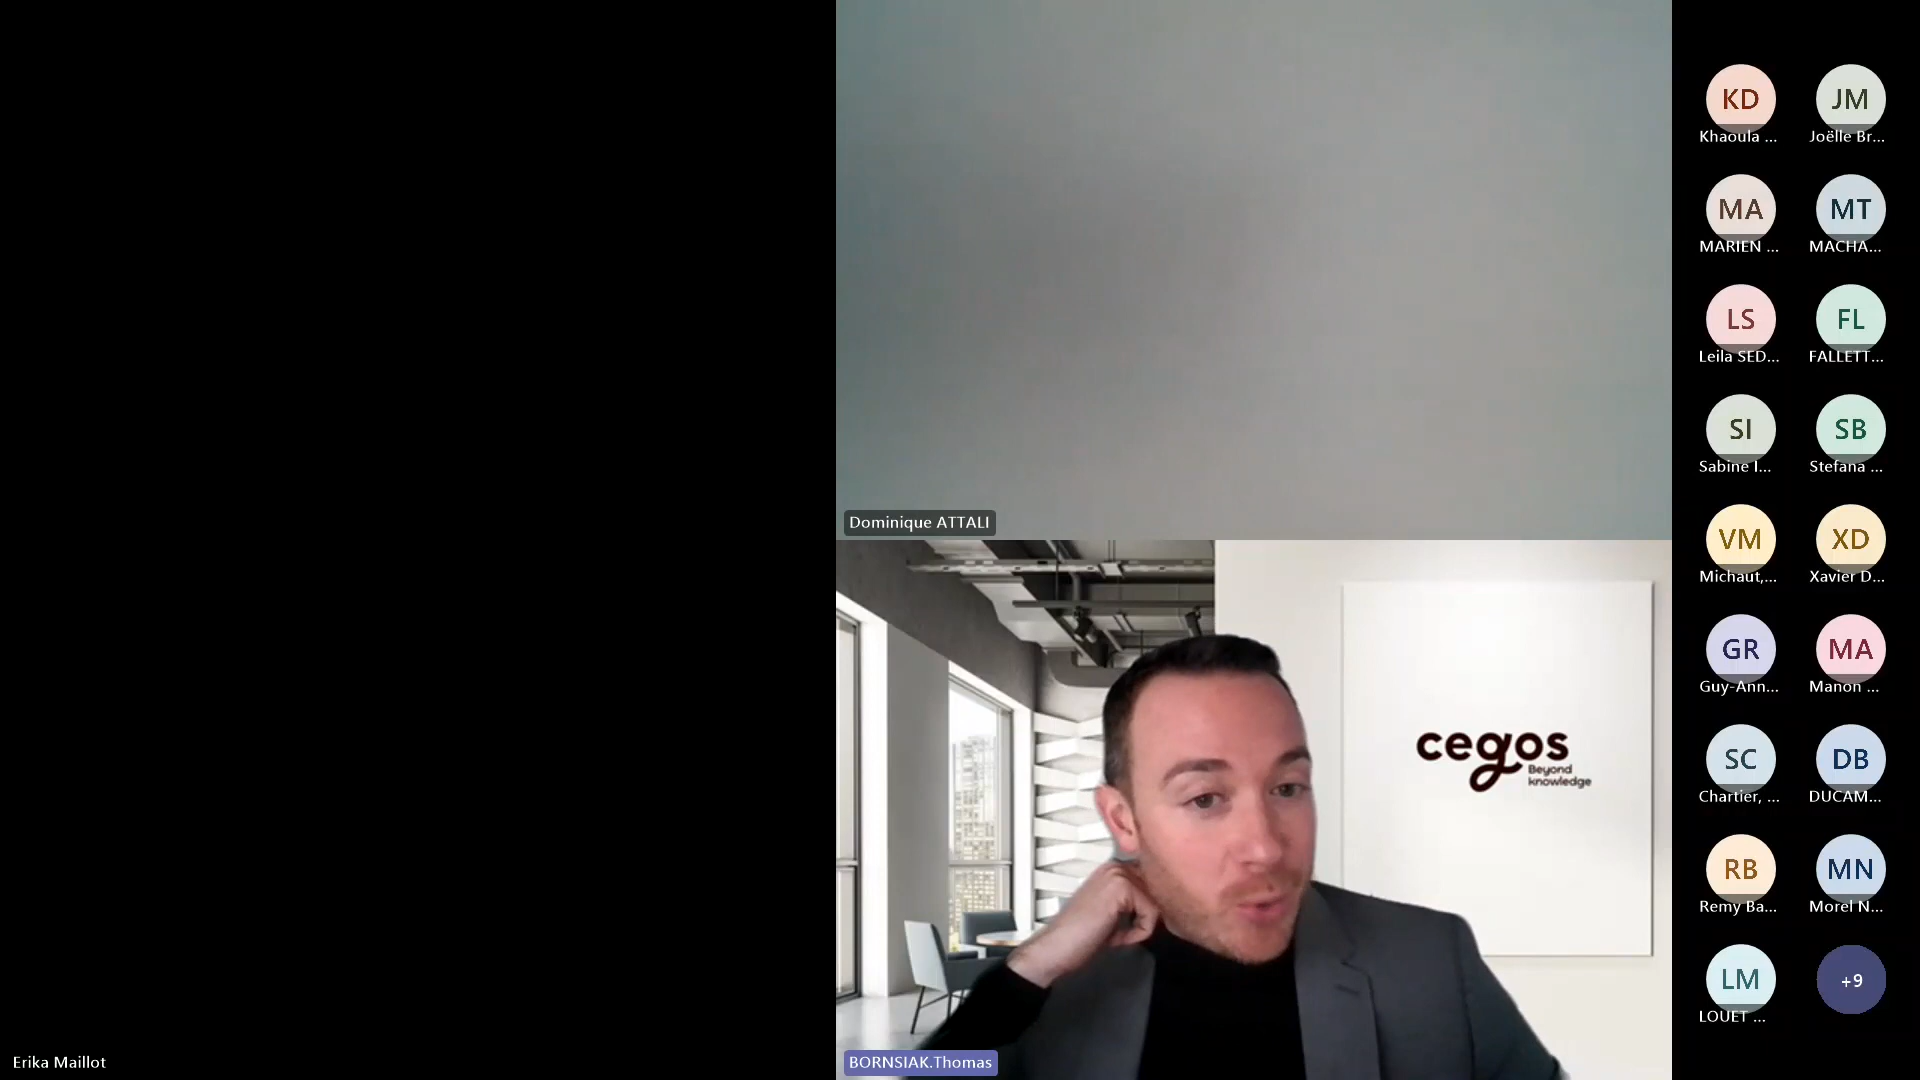 KD
Khaoula ...
JM
Joëlle Br...
MA
MARIEN ...
MT
MACHA...
LS
Leila SED...
FL
FALLETT...
SI
Sabine I...
SB
Stefana ...
VM
Michaut,...
XD
Xavier D...
GR
Guy-Ann...
MA
Manon ...
SC
Chartier, ...
DB
DUCAM...
RB
Remy Ba...
MN
Morel N...
LM
LOUET ...
+9
Dominique ATTALI
cegos
Beyond
knowledge
Erika Maillot
BORNSIAK.Thomas